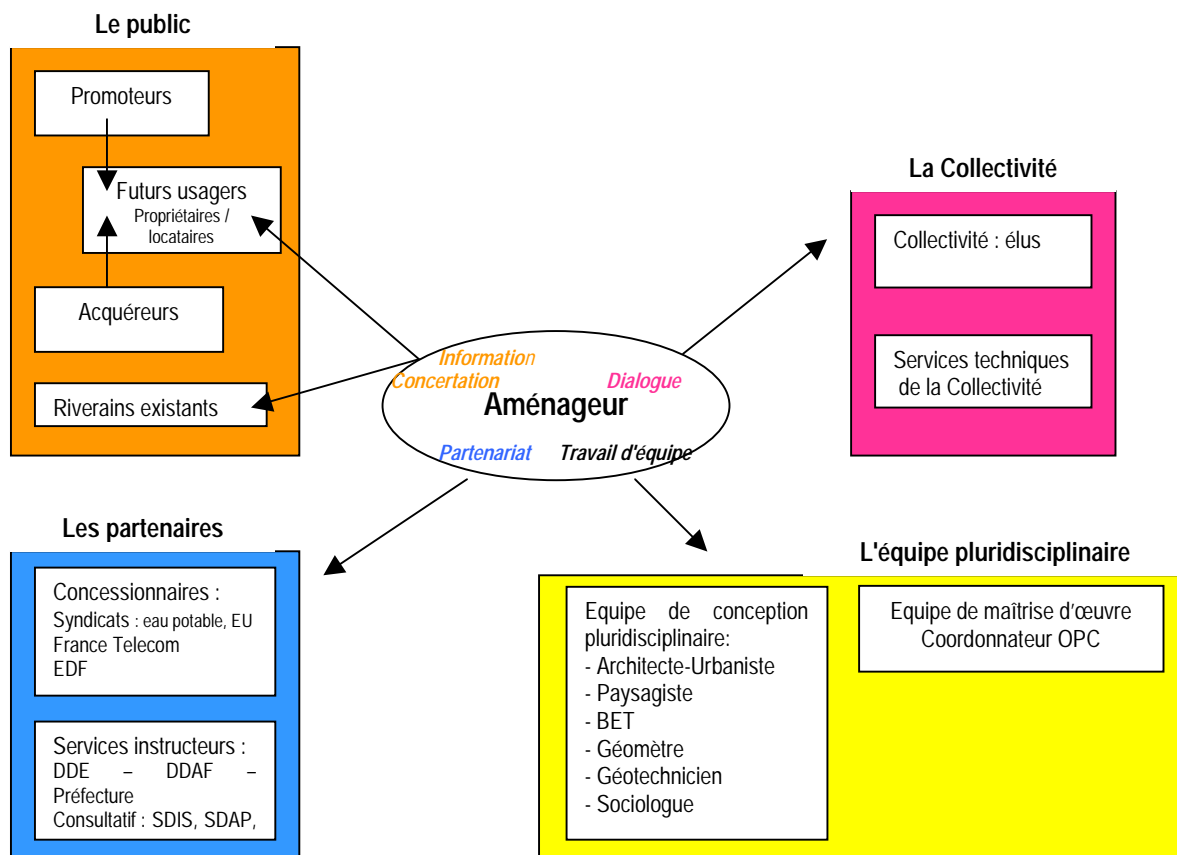 Le public
Promoteurs
Futurs usagers
Propriétaires /
locataires
Acquéreurs
Riverains existants
La Collectivité
Collectivité : élus
Services techniques
de la Collectivité
Information
Concertation
Dialogue
Aménageur
Partenariat
Travail d'équipe
Les partenaires
Concessionnaires :
Syndicats : eau potable, EU
France Telecom
EDF
Services instructeurs :
DDE – DDAF –
Préfecture
Consultatif : SDIS, SDAP,
L'équipe pluridisciplinaire
Equipe de conception
pluridisciplinaire:
- Architecte-Urbaniste
- Paysagiste
- BET
- Géomètre
- Géotechnicien
- Sociologue
Equipe de maîtrise d'œuvre
Coordonnateur OPC